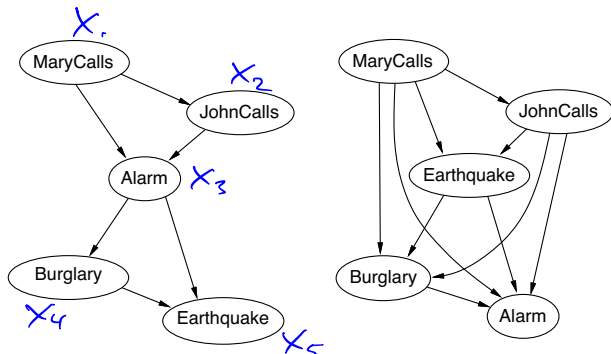 X1
MaryCalls
X2
JohnCalls
Alarm
X3
Burglary
X4
Earthquake
X5
MaryCalls
JohnCalls
Earthquake
Burglary
Alarm